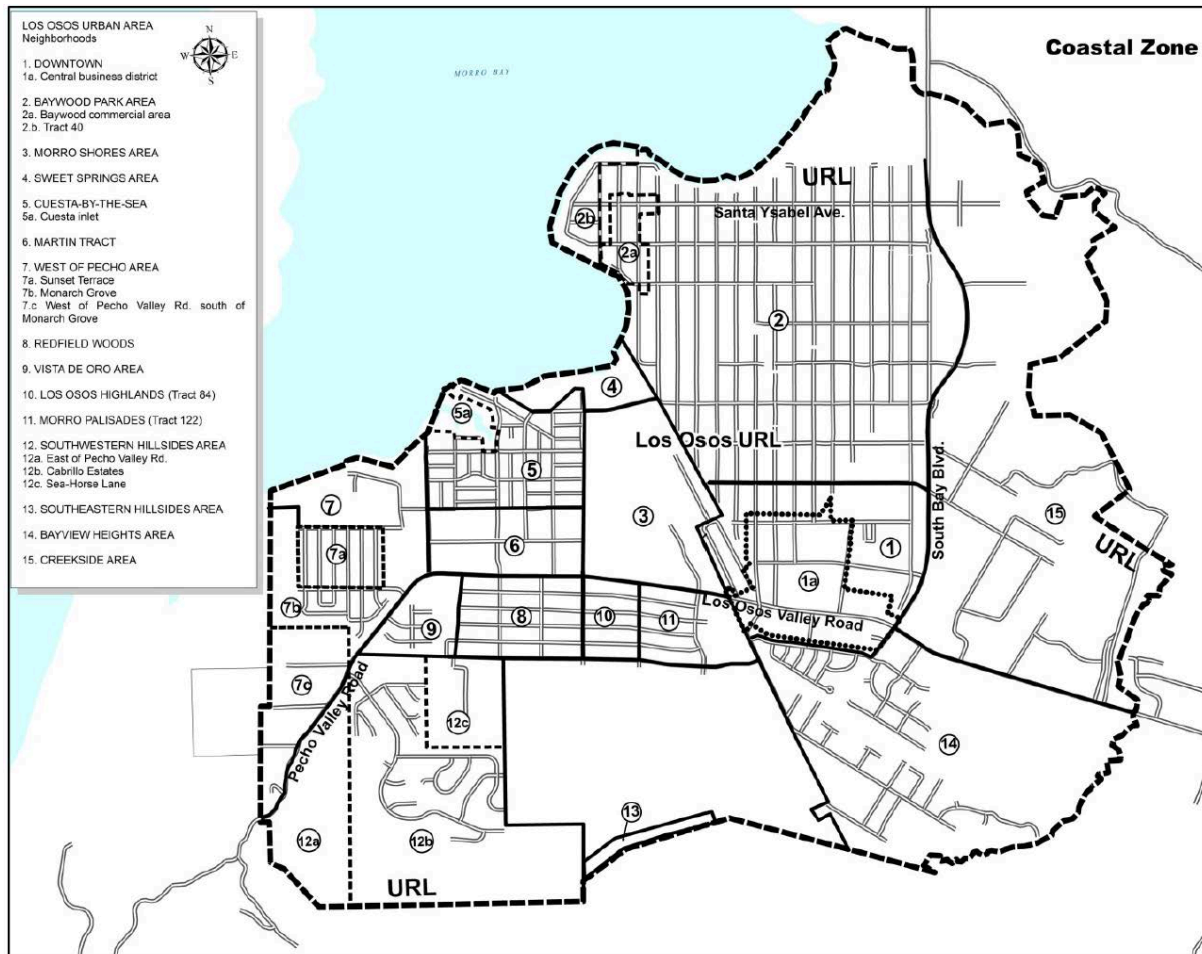 LOS OSOS URBAN AREA
Neighborhoods
N
W E
S
1. DOWNTOWN
1a. Central business district
2. BAYWOOD PARK AREA
2a. Baywood commercial area
2.b. Tract 40
3. MORRO SHORES AREA
4. SWEET SPRINGS AREA
5. CUESTA-BY-THE-SEA
5a. Cuesta inlet
6. MARTIN TRACT
7. WEST OF PECHO AREA
7a. Sunset Terrace
7b. Monarch Grove
7.c West of Pecho Valley Rd. south of
Monarch Grove
8. REDFIELD WOODS
9. VISTA DE ORO AREA
10. LOS OSOS HIGHLANDS (Tract 84)
11. MORRO PALISADES (Tract 122)
12. SOUTHWESTERN HILLSIDES AREA
12a. East of Pecho Valley Rd.
12b. Cabrillo Estates
12c. Sea-Horse Lane
13. SOUTHEASTERN HILLSIDES AREA
14. BAYVIEW HEIGHTS AREA
15. CREEKSIDE AREA
Coastal Zone
MORRO BAY
URL
Santa Ysabel Ave.
2b
2a
2
4
5a
Los Osos URL
5
South Bay Blvd.
7
3
15
6
1
URL
7a
1a
7b
Los Osos Valley Road
9
8
10
11
7c
Pecho Valley Road
12c
14
13
12a
12b
URL